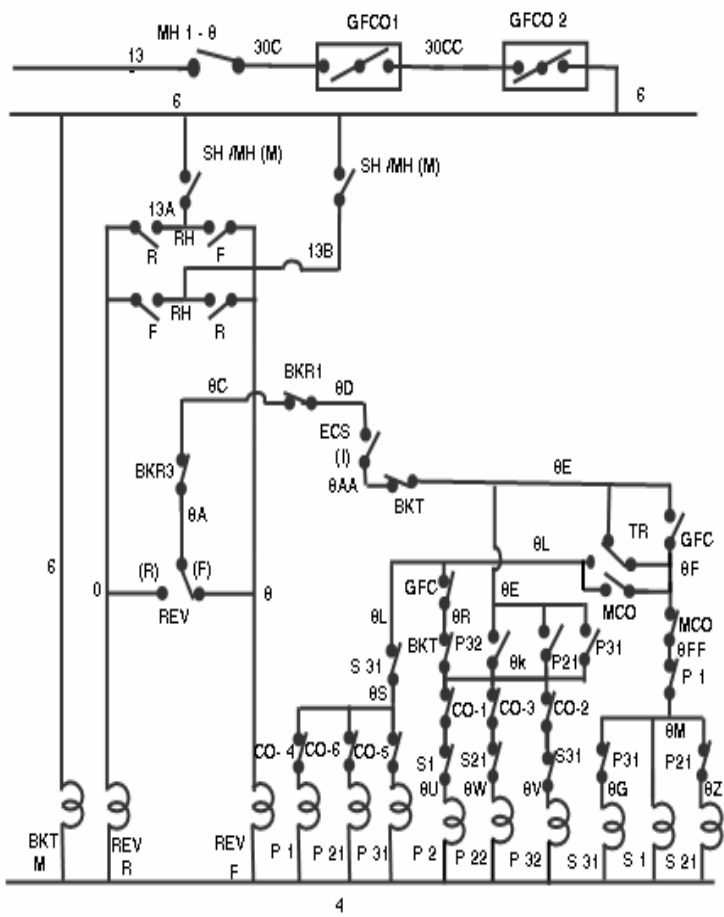 GFCO1
GFCO 2
MH 1 - θ
30C
30CC
13
6
6
SH /MH (M)
SH /MH (M)
13A
RH
R
F
13B
RH
F
R
BKR1
θC
θD
ECS
(I)
BKR3
θAA
BKT
θE
θA
TR
GFC
θL
θF
6
(R)
(F)
0
θ
REV
GFC
θE
MCO
MCO
θL
θR
BKT
P32
P31
θFF
S 31
θk
P21
P 1
θS
CO-1
CO-3
CO-2
θM
CO- 4
CO-6
CO-5
S1
S21
S31
P31
P21
θU
θW
θV
θG
θZ
BKT
M
REV
R
REV
F
P 1
P 21
P 31
P 2
P 22
P 32
S 31
S 1
S 21
4